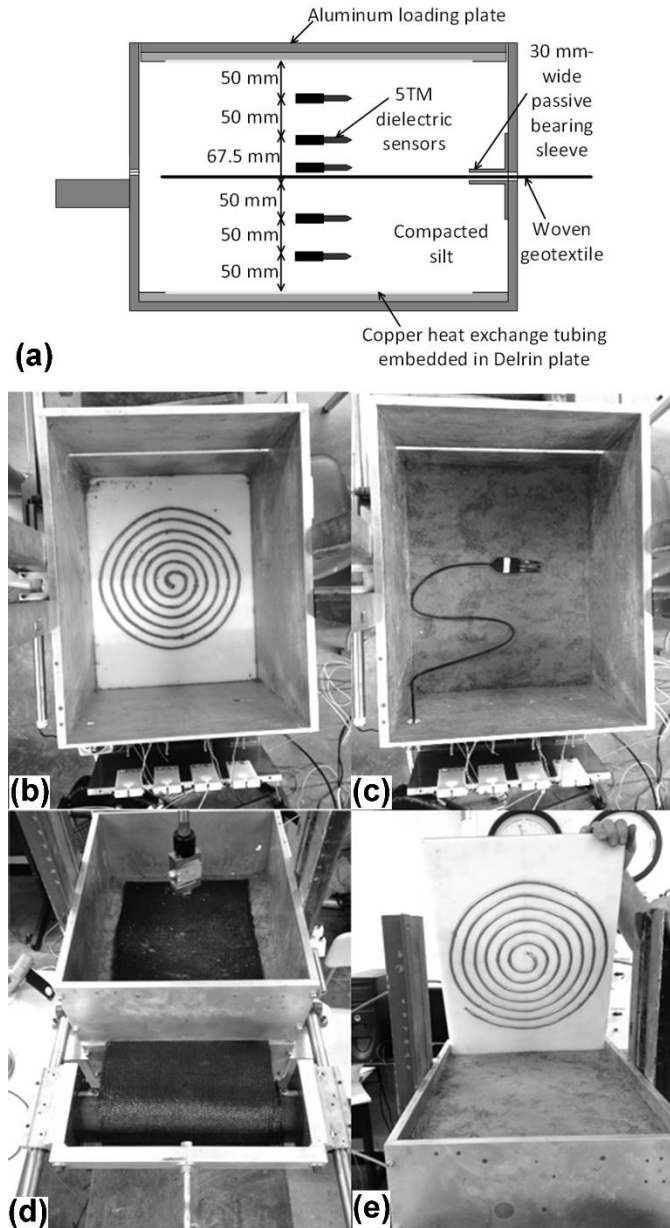 Aluminum loading plate
50 mm
50 mm
67.5 mm
50 mm
50 mm
50 mm
5TM
dielectric
sensors
30 mm-
wide
passive
bearing
sleeve
Compacted
silt
Woven
geotextile
(a)
Copper heat exchange tubing
embedded in Delrin plate
(b)
(c)
(d)
(e)